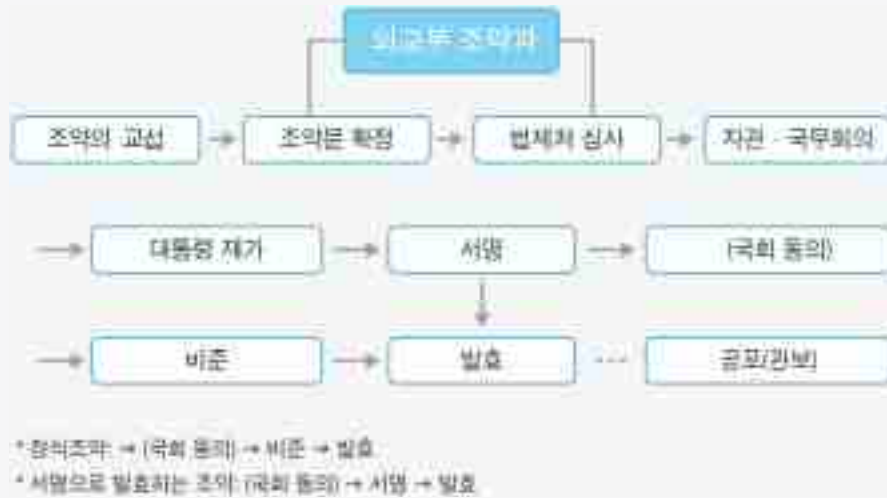 외교부 조약과
조약의 교섭 → 조약문 확정 → 법제처 심사 → 차관·국무회의
→ 대통령 재가 → 서명 → (국회 동의)
→ 비준 → 발효 ··· 공포(관보)
* 정식조약: → (국회 동의) → 비준 → 발효
* 서명으로 발효하는 조약: (국회 동의) → 서명 → 발효